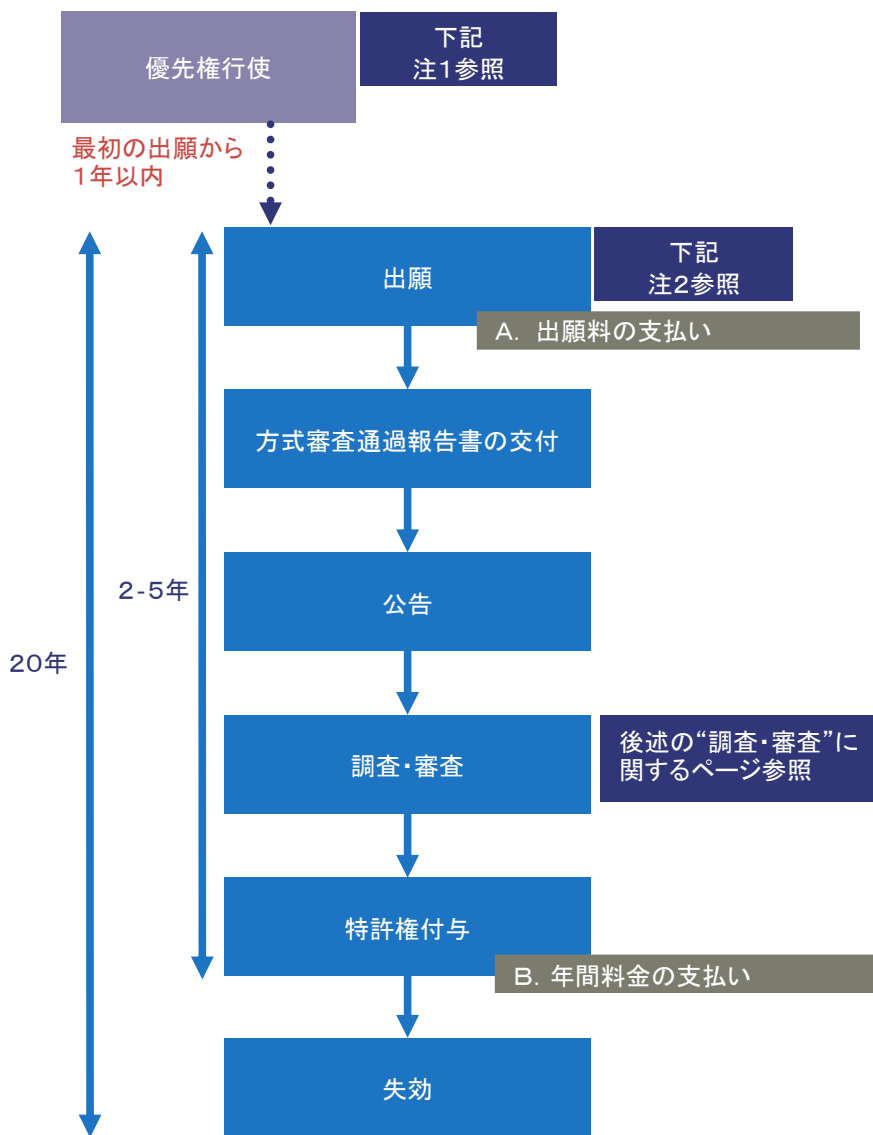 優先権行使
下記
注1参照
最初の出願から
1年以内
出願
下記
注2参照
A. 出願料の支払い
方式審査通過報告書の交付
2-5年
公告
20年
調査・審査
後述の“調査・審査”に
関するページ参照
特許権付与
B. 年間料金の支払い
失効